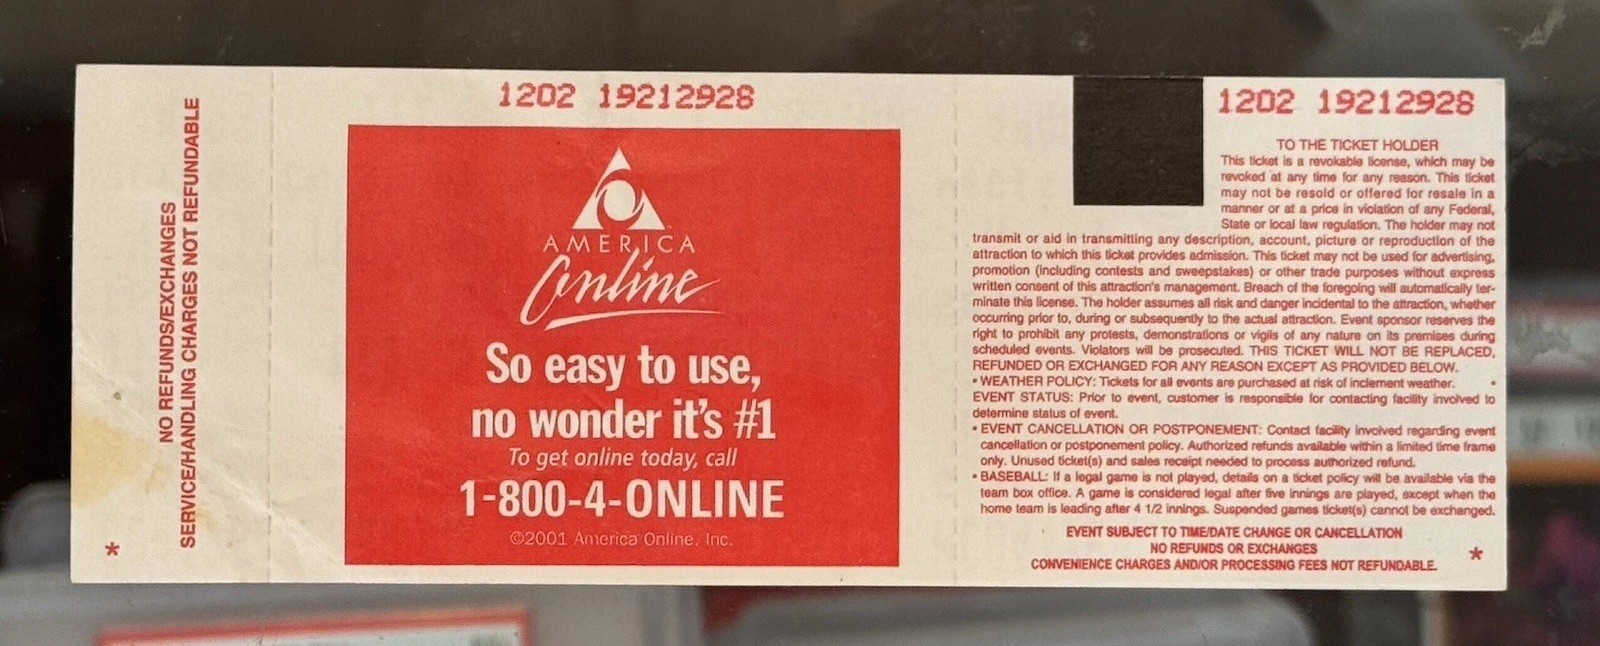 NO REFUNDS/EXCHANGES
SERVICE/HANDLING CHARGES NOT REFUNDABLE
*
1202 19212928
AMERICA
Online
So easy to use,
no wonder it's #1
To get online today, call
1-800-4-ONLINE
©2001 America Online, Inc.
1202 19212928
TO THE TICKET HOLDER
This ticket is a revokable license, which may be
revoked at any time for any reason. This ticket
may not be resold or offered for resale in a
manner or at a price in violation of any Federal,
State or local law regulation. The holder may not
transmit or aid in transmitting any description, account, picture or reproduction of the
attraction to which this ticket provides admission. This ticket may not be used for advertising,
promotion (including contests and sweepstakes) or other trade purposes without express
written consent of this attraction's management. Breach of the foregoing will automatically ter-
minate this license. The holder assumes all risk and danger incidental to the attraction, whether
occurring prior to, during or subsequently to the actual attraction. Event sponsor reserves the
right to prohibit any protests, demonstrations or vigils of any nature on its premises during
scheduled events. Violators will be prosecuted. THIS TICKET WILL NOT BE REPLACED,
REFUNDED OR EXCHANGED FOR ANY REASON EXCEPT AS PROVIDED BELOW.
• WEATHER POLICY: Tickets for all events are purchased at risk of inclement weather. •
EVENT STATUS: Prior to event, customer is responsible for contacting facility involved to
determine status of event.
• EVENT CANCELLATION OR POSTPONEMENT: Contact facility involved regarding event
cancellation or postponement policy. Authorized refunds available within a limited time frame
only. Unused ticket(s) and sales receipt needed to process authorized refund.
• BASEBALL: If a legal game is not played, details on a ticket policy will be available via the
team box office. A game is considered legal after five innings are played, except when the
home team is leading after 4 1/2 innings. Suspended games ticket(s) cannot be exchanged.
EVENT SUBJECT TO TIME/DATE CHANGE OR CANCELLATION
NO REFUNDS OR EXCHANGES
CONVENIENCE CHARGES AND/OR PROCESSING FEES NOT REFUNDABLE.
*